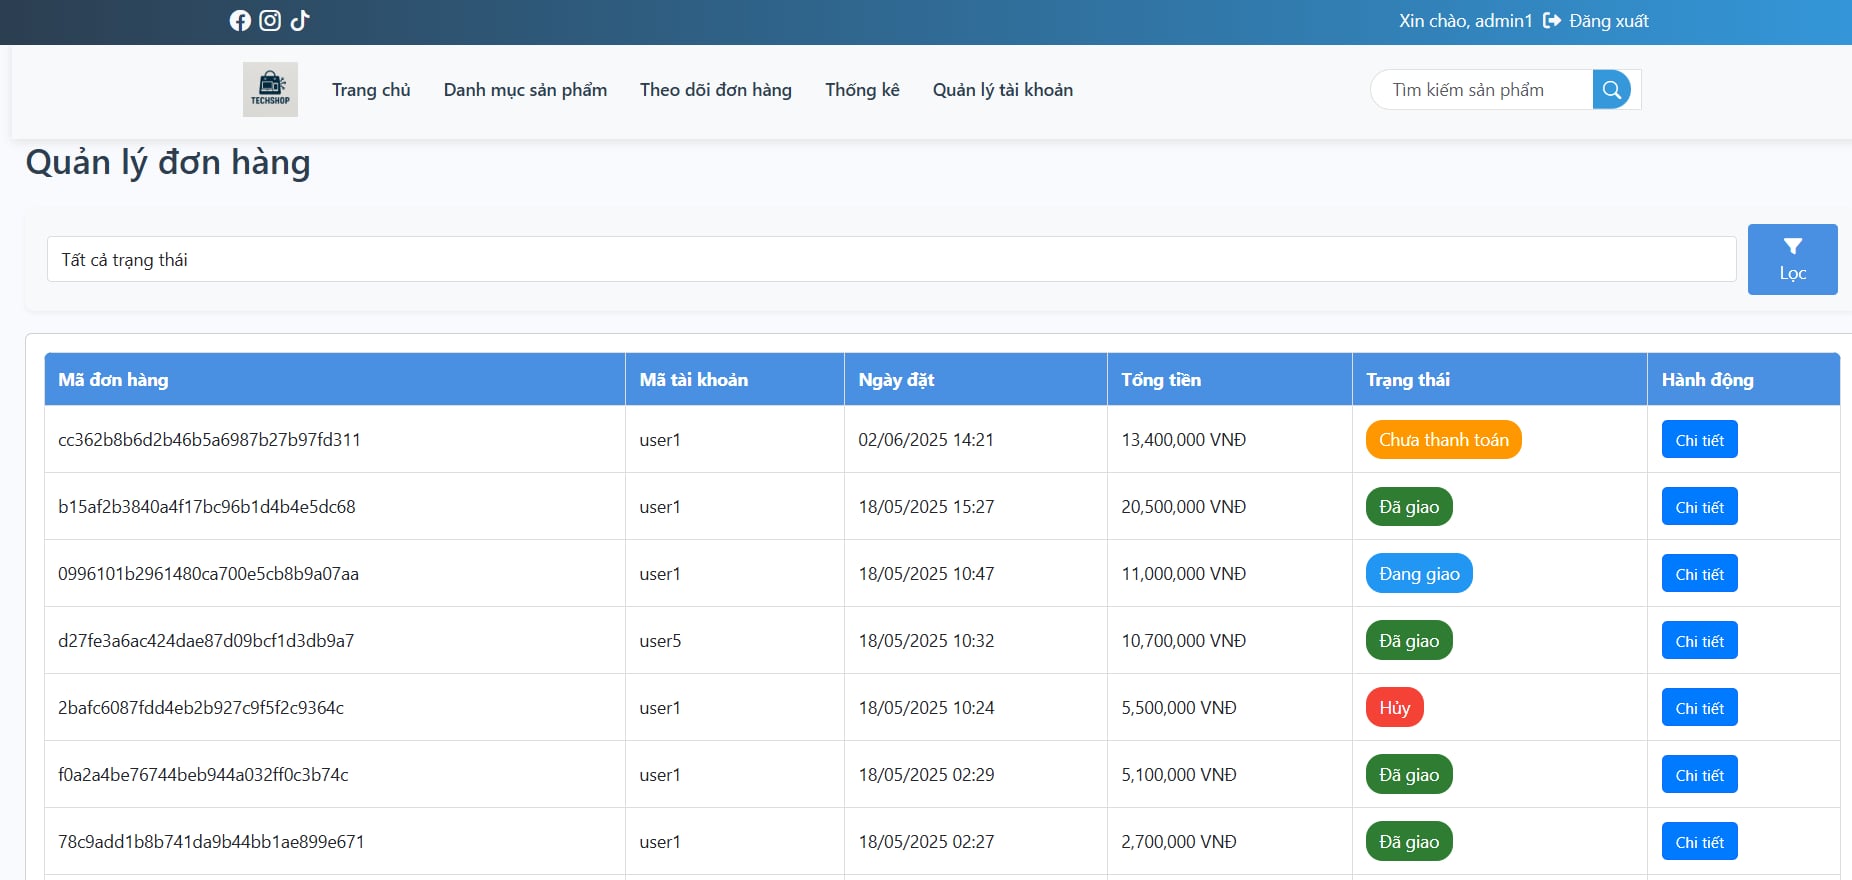 Xin chào, admin1 Đăng xuất
TECHSHOP
Trang chủ Danh mục sản phẩm Theo dõi đơn hàng Thống kê Quản lý tài khoản Tìm kiếm sản phẩm
Quản lý đơn hàng
Tất cả trạng thái
Lọc
Mã đơn hàng Mã tài khoản Ngày đặt Tổng tiền Trạng thái Hành động
cc362b8b6d2b46b5a6987b27b97fd311 user1 02/06/2025 14:21 13,400,000 VNĐ Chưa thanh toán Chi tiết
b15af2b3840a4f17bc96b1d4b4e5dc68 user1 18/05/2025 15:27 20,500,000 VNĐ Đã giao Chi tiết
0996101b2961480ca700e5cb8b9a07aa user1 18/05/2025 10:47 11,000,000 VNĐ Đang giao Chi tiết
d27fe3a6ac424dae87d09bcf1d3db9a7 user5 18/05/2025 10:32 10,700,000 VNĐ Đã giao Chi tiết
2bafc6087fdd4eb2b927c9f5f2c9364c user1 18/05/2025 10:24 5,500,000 VNĐ Hủy Chi tiết
f0a2a4be76744beb944a032ff0c3b74c user1 18/05/2025 02:29 5,100,000 VNĐ Đã giao Chi tiết
78c9add1b8b741da9b44bb1ae899e671 user1 18/05/2025 02:27 2,700,000 VNĐ Đã giao Chi tiết